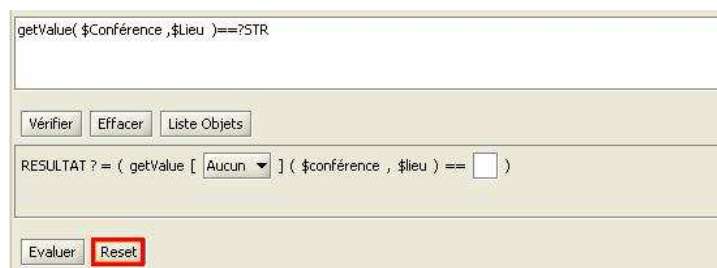 getValue( $Conférence ,$Lieu )==?STR
Vérifier Effacer Liste Objets
RESULTAT ? = ( getValue [ Aucun ] ( $conférence , $lieu ) == )
Evaluer Reset